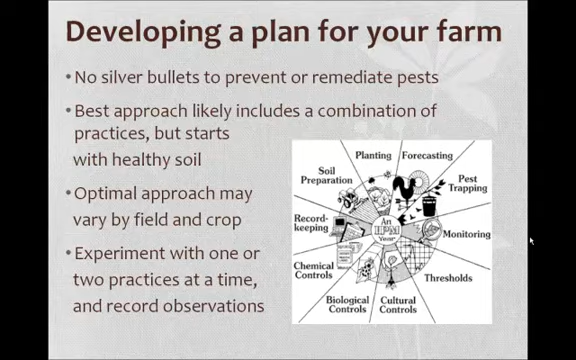 Developing a plan for your farm
• No silver bullets to prevent or remediate pests
• Best approach likely includes a combination of
practices, but starts
with healthy soil
• Optimal approach may
vary by field and crop
• Experiment with one or
two practices at a time,
and record observations
Planting
Forecasting
Soil
Preparation
Pest
Trapping
Record-
keeping
An
IPM
Year
Monitoring
Chemical
Controls
Thresholds
Biological
Controls
Cultural
Controls